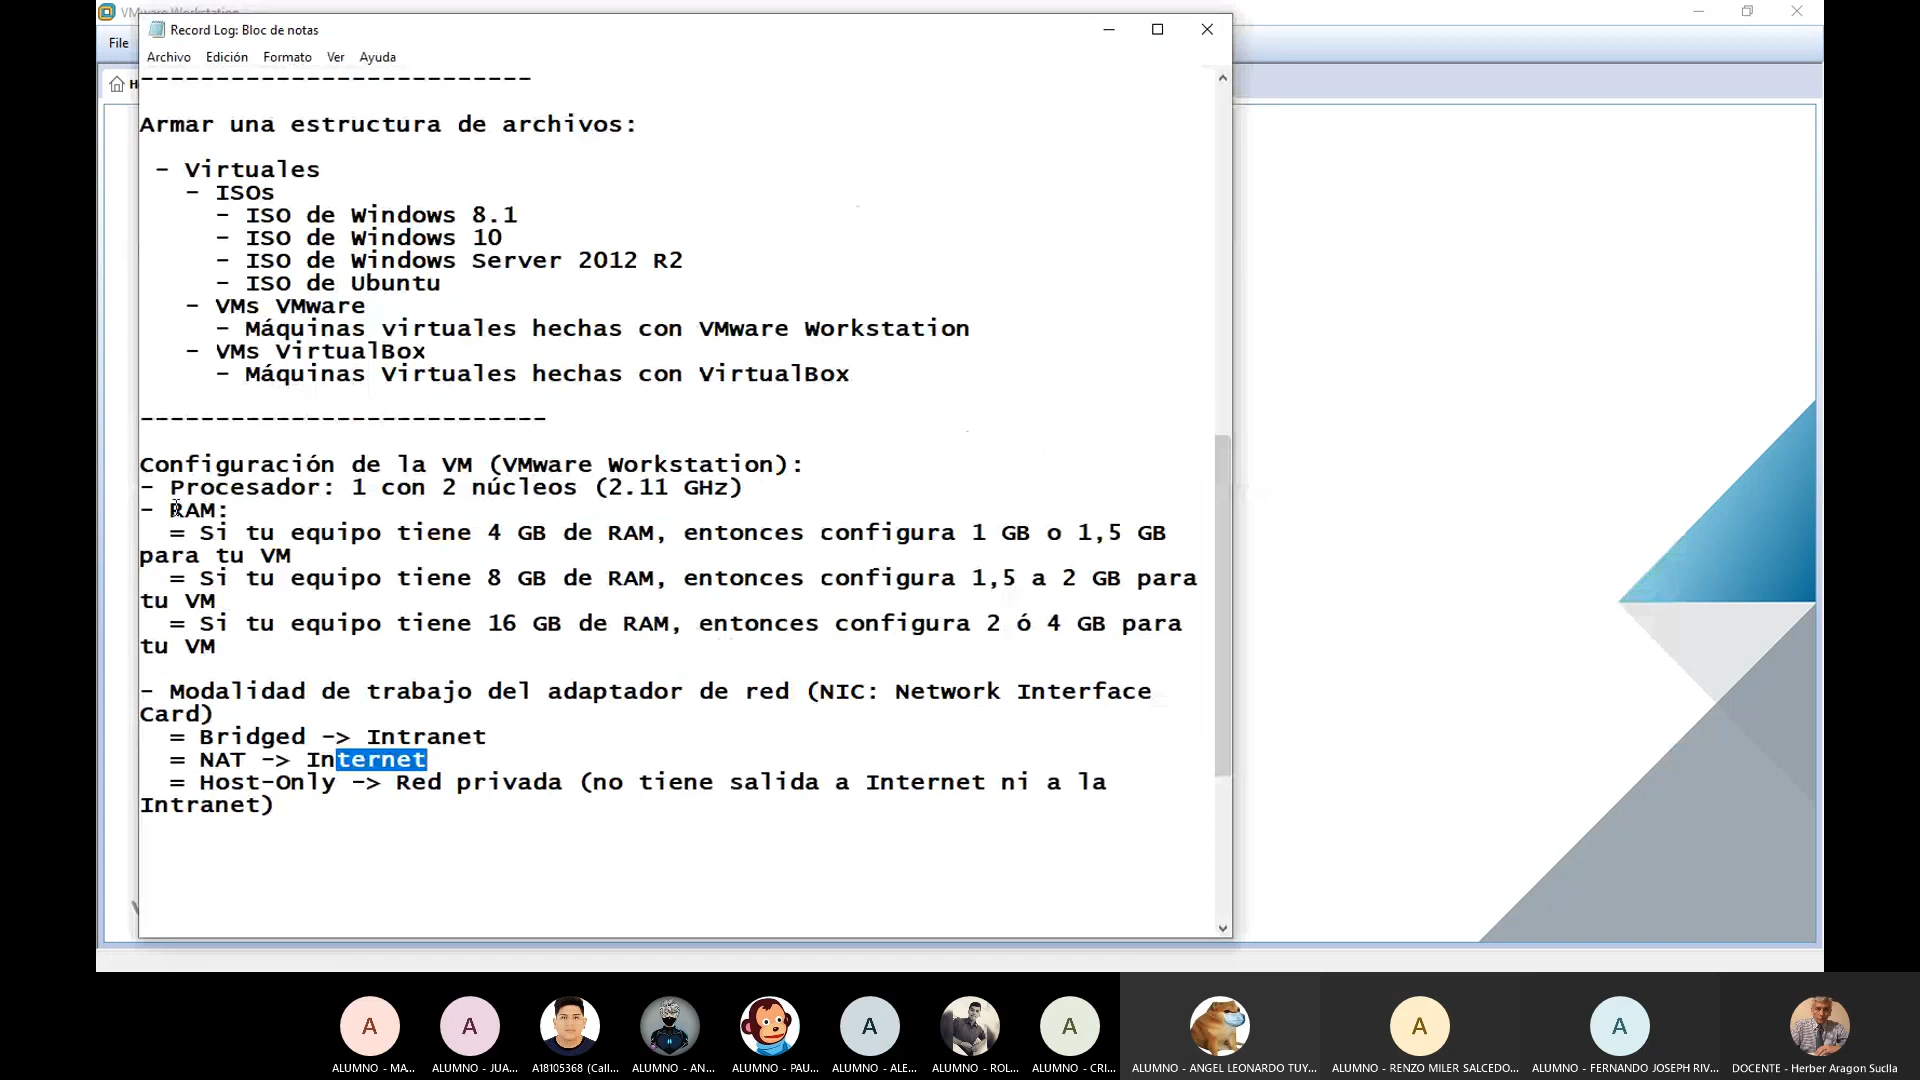 VMware Workstation
Record Log: Bloc de notas
File
Archivo Edición Formato Ver Ayuda
H
---------------------------
Armar una estructura de archivos:
- Virtuales
- ISOs
- ISO de Windows 8.1
- ISO de Windows 10
- ISO de Windows Server 2012 R2
- ISO de Ubuntu
- VMs VMware
- Máquinas virtuales hechas con VMware Workstation
- VMs VirtualBox
- Máquinas Virtuales hechas con VirtualBox
---------------------------
Configuración de la VM (VMware Workstation):
- Procesador: 1 con 2 núcleos (2.11 GHz)
- RAM:
= Si tu equipo tiene 4 GB de RAM, entonces configura 1 GB o 1,5 GB
para tu VM
= Si tu equipo tiene 8 GB de RAM, entonces configura 1,5 a 2 GB para
tu VM
= Si tu equipo tiene 16 GB de RAM, entonces configura 2 ó 4 GB para
tu VM
- Modalidad de trabajo del adaptador de red (NIC: Network Interface
Card)
= Bridged -> Intranet
= NAT -> Internet
= Host-Only -> Red privada (no tiene salida a Internet ni a la
Intranet)
A A A A A A
ALUMNO - MA... ALUMNO - JUA... A18105368 (Call... ALUMNO - AN... ALUMNO - PAU... ALUMNO - ALE... ALUMNO - ROL... ALUMNO - CRI... ALUMNO - ANGEL LEONARDO TUY... ALUMNO - RENZO MILER SALCEDO... ALUMNO - FERNANDO JOSEPH RIV... DOCENTE - Herber Aragon Suclla